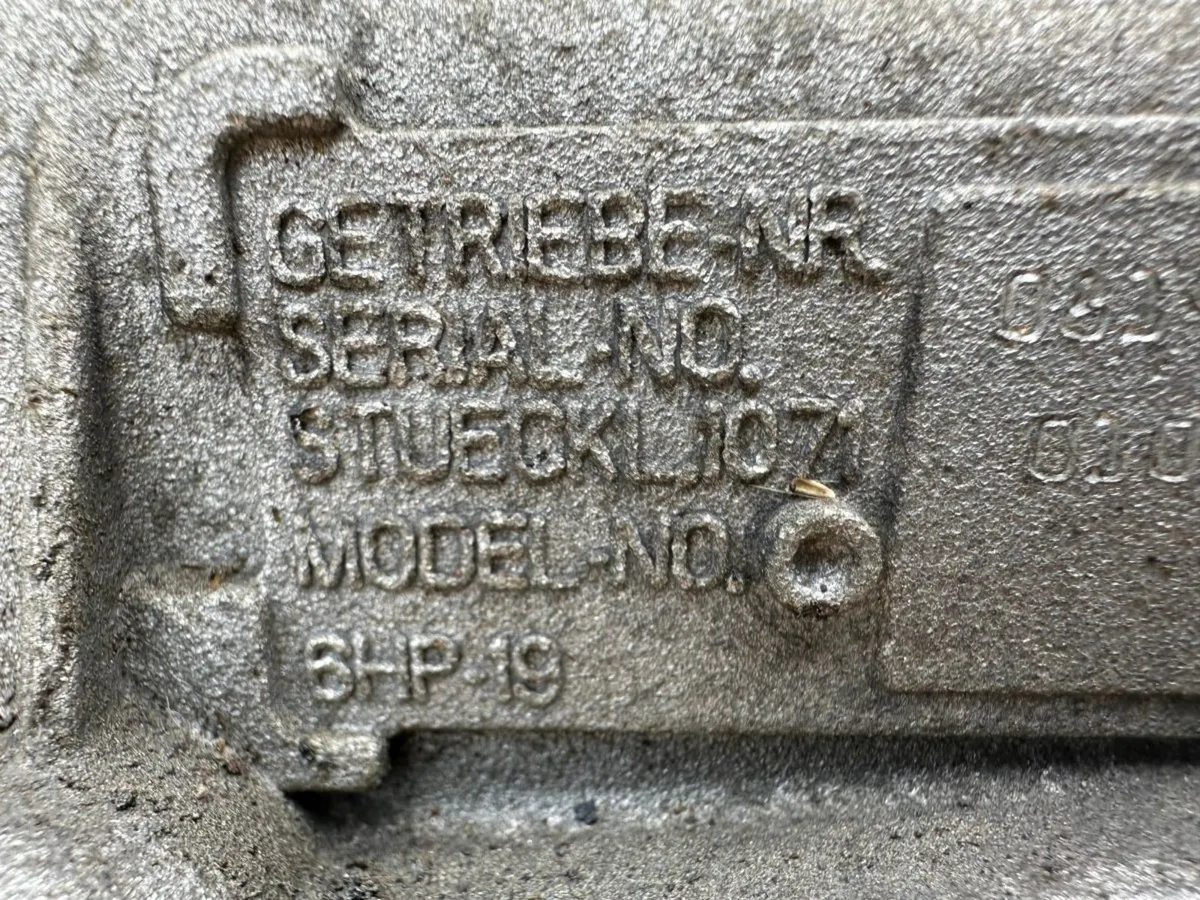 GETRIEBE-NR.
SERIAL-NO.
STUECKL.1071
MODEL-NO.
6HP-19